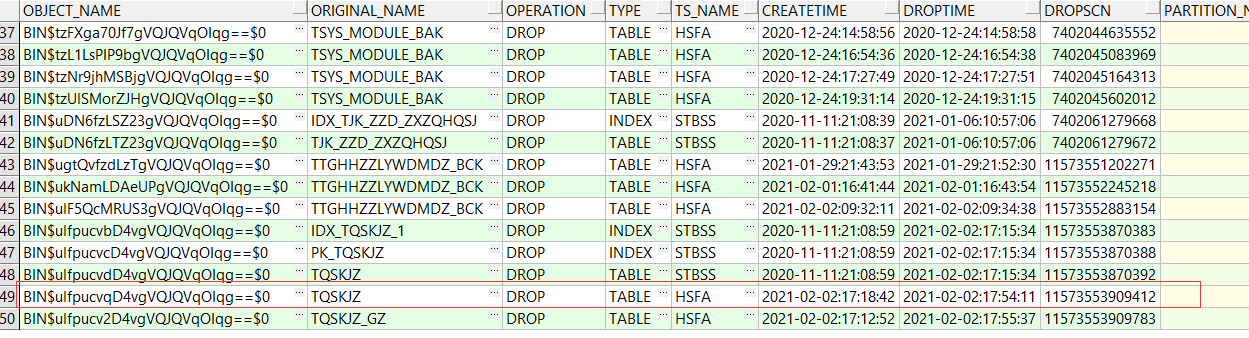 OBJECT_NAME ORIGINAL_NAME OPERATION TYPE TS_NAME CREATETIME DROPTIME DROPSCN PARTITION_N
37 BIN$tzFXga70Jf7gVQJQVqOIqg==$0 ... TSYS_MODULE_BAK ... DROP TABLE ... HSFA ... 2020-12-24:14:58:56 2020-12-24:14:58:58 7402044635552
38 BIN$tzL1LsPIP9bgVQJQVqOIqg==$0 ... TSYS_MODULE_BAK ... DROP TABLE ... HSFA ... 2020-12-24:16:54:36 2020-12-24:16:54:38 7402045083969
39 BIN$tzNr9jhMSBjgVQJQVqOIqg==$0 ... TSYS_MODULE_BAK ... DROP TABLE ... HSFA ... 2020-12-24:17:27:49 2020-12-24:17:27:51 7402045164313
40 BIN$tzUISMorZJHgVQJQVqOIqg==$0 ... TSYS_MODULE_BAK ... DROP TABLE ... HSFA ... 2020-12-24:19:31:14 2020-12-24:19:31:15 7402045602012
41 BIN$uDN6fzLSZ23gVQJQVqOIqg==$0 ... IDX_TJK_ZZD_ZXZQHQSJ ... DROP INDEX ... STBSS ... 2020-11-11:21:08:39 2021-01-06:10:57:06 7402061279668
42 BIN$uDN6fzLTZ23gVQJQVqOIqg==$0 ... TJK_ZZD_ZXZQHQSJ ... DROP TABLE ... STBSS ... 2020-11-11:21:08:37 2021-01-06:10:57:06 7402061279672
43 BIN$ugtQvfzdLzTgVQJQVqOIqg==$0 ... TTGHHZZLYWDMDZ_BCK ... DROP TABLE ... HSFA ... 2021-01-29:21:43:53 2021-01-29:21:52:30 11573551202271
44 BIN$ukNamLDAeUPgVQJQVqOIqg==$0 ... TTGHHZZLYWDMDZ_BCK ... DROP TABLE ... HSFA ... 2021-02-01:16:41:44 2021-02-01:16:43:54 11573552245218
45 BIN$ulF5QcMRUS3gVQJQVqOIqg==$0 ... TTGHHZZLYWDMDZ_BCK ... DROP TABLE ... HSFA ... 2021-02-02:09:32:11 2021-02-02:09:34:38 11573552883154
46 BIN$ulfpucvbD4vgVQJQVqOIqg==$0 ... IDX_TQSKJZ_1 ... DROP INDEX ... STBSS ... 2020-11-11:21:08:59 2021-02-02:17:15:34 11573553870383
47 BIN$ulfpucvcD4vgVQJQVqOIqg==$0 ... PK_TQSKJZ ... DROP INDEX ... STBSS ... 2020-11-11:21:08:59 2021-02-02:17:15:34 11573553870388
48 BIN$ulfpucvdD4vgVQJQVqOIqg==$0 ... TQSKJZ ... DROP TABLE ... STBSS ... 2020-11-11:21:08:59 2021-02-02:17:15:34 11573553870392
49 BIN$ulfpucvqD4vgVQJQVqOIqg==$0 ... TQSKJZ ... DROP TABLE ... HSFA ... 2021-02-02:17:18:42 2021-02-02:17:54:11 11573553909412
50 BIN$ulfpucv2D4vgVQJQVqOIqg==$0 ... TQSKJZ_GZ ... DROP TABLE ... HSFA ... 2021-02-02:17:12:52 2021-02-02:17:55:37 11573553909783